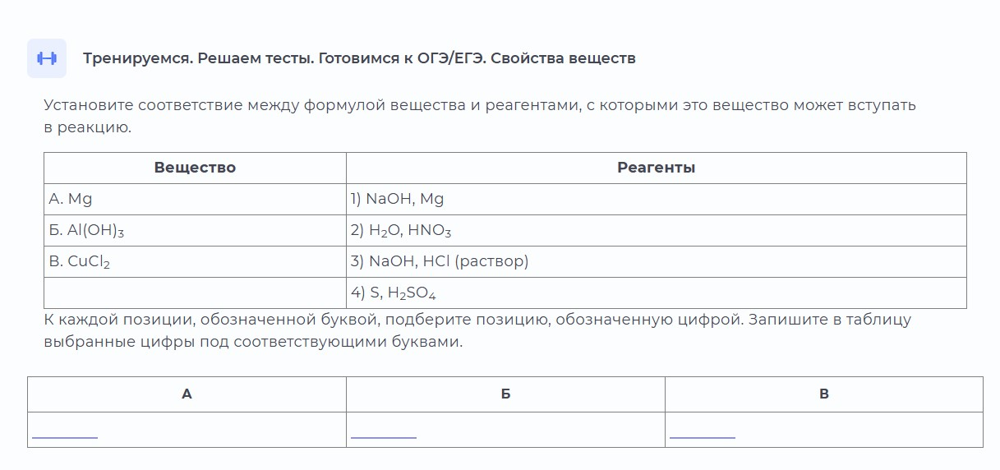 Тренируемся. Решаем тесты. Готовимся к ОГЭ/ЕГЭ. Свойства веществ
Установите соответствие между формулой вещества и реагентами, с которыми это вещество может вступать
в реакцию.
Вещество Реагенты
А. Mg 1) NaOH, Mg
Б. Al(OH)₃ 2) H₂O, HNO₃
В. CuCl₂ 3) NaOH, HCl (раствор)
4) S, H₂SO₄
К каждой позиции, обозначенной буквой, подберите позицию, обозначенную цифрой. Запишите в таблицу
выбранные цифры под соответствующими буквами.
А Б В